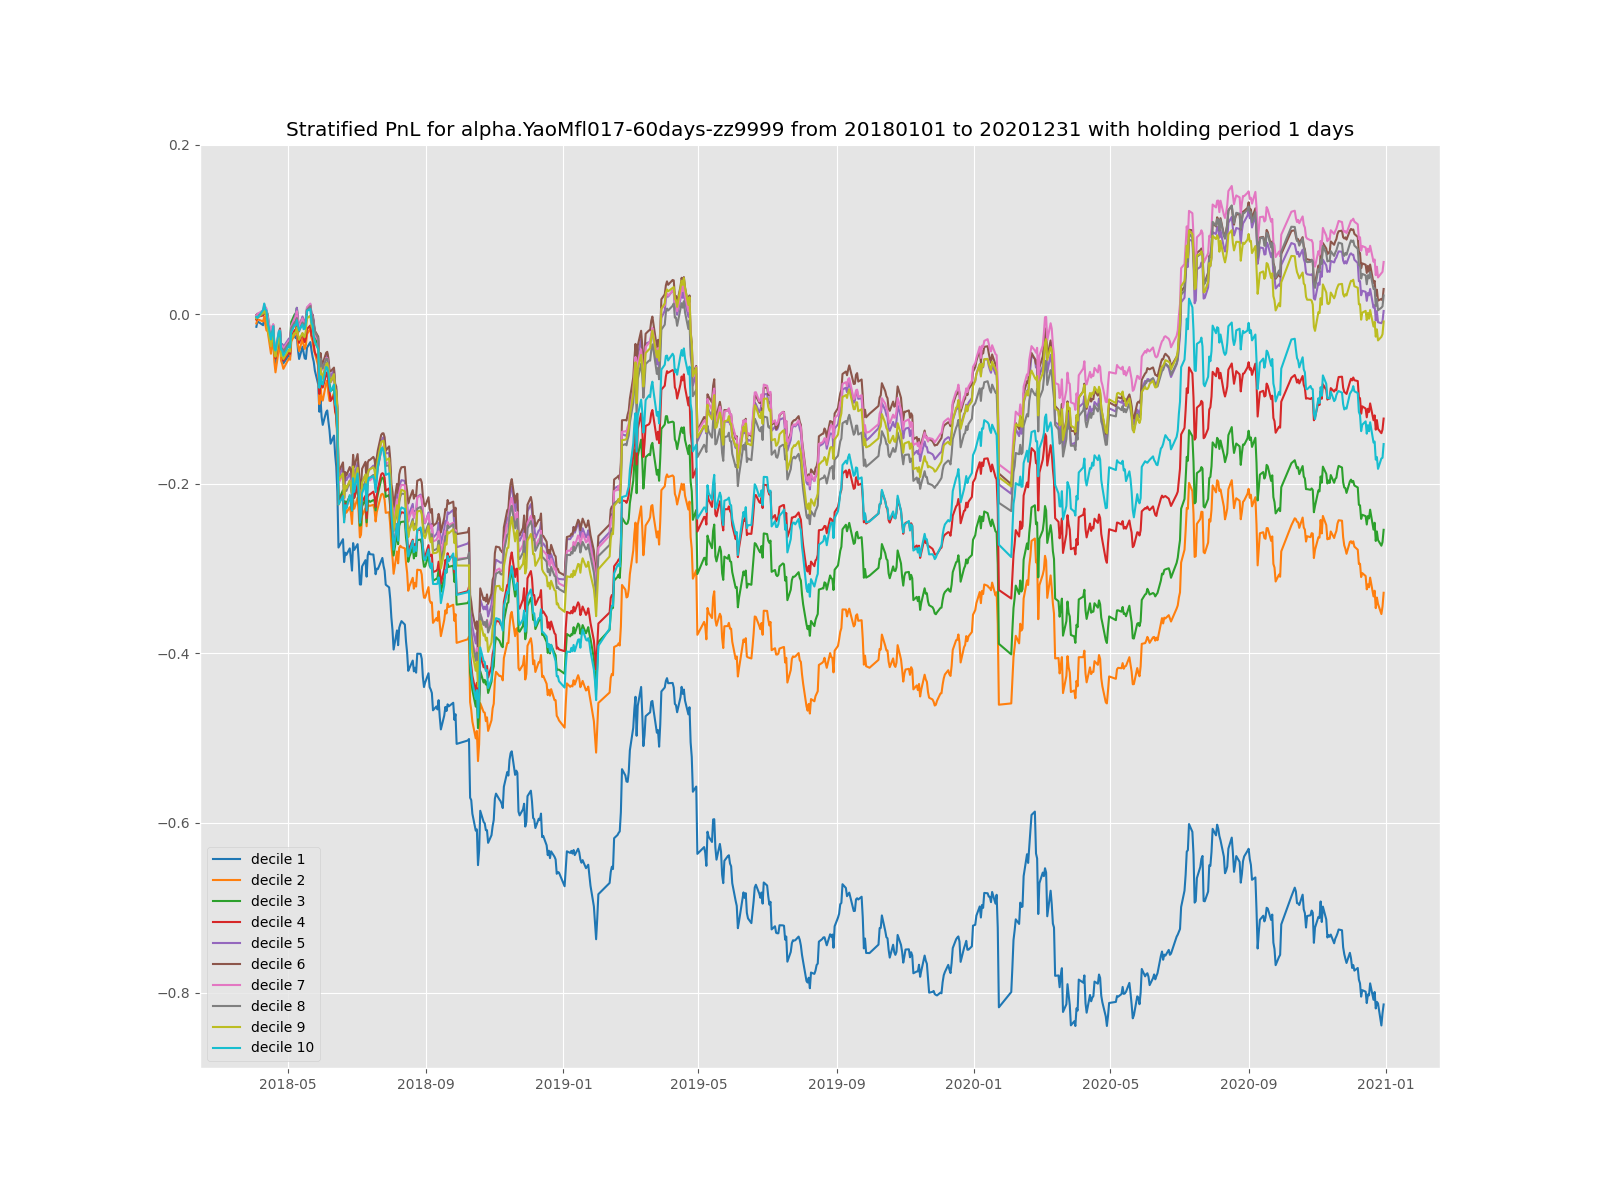 Stratified PnL for alpha.YaoMfl017-60days-zz9999 from 20180101 to 20201231 with holding period 1 days
0.2
0.0
−0.2
−0.4
−0.6
−0.8
decile 1
decile 2
decile 3
decile 4
decile 5
decile 6
decile 7
decile 8
decile 9
decile 10
2018-05 2018-09 2019-01 2019-05 2019-09 2020-01 2020-05 2020-09 2021-01